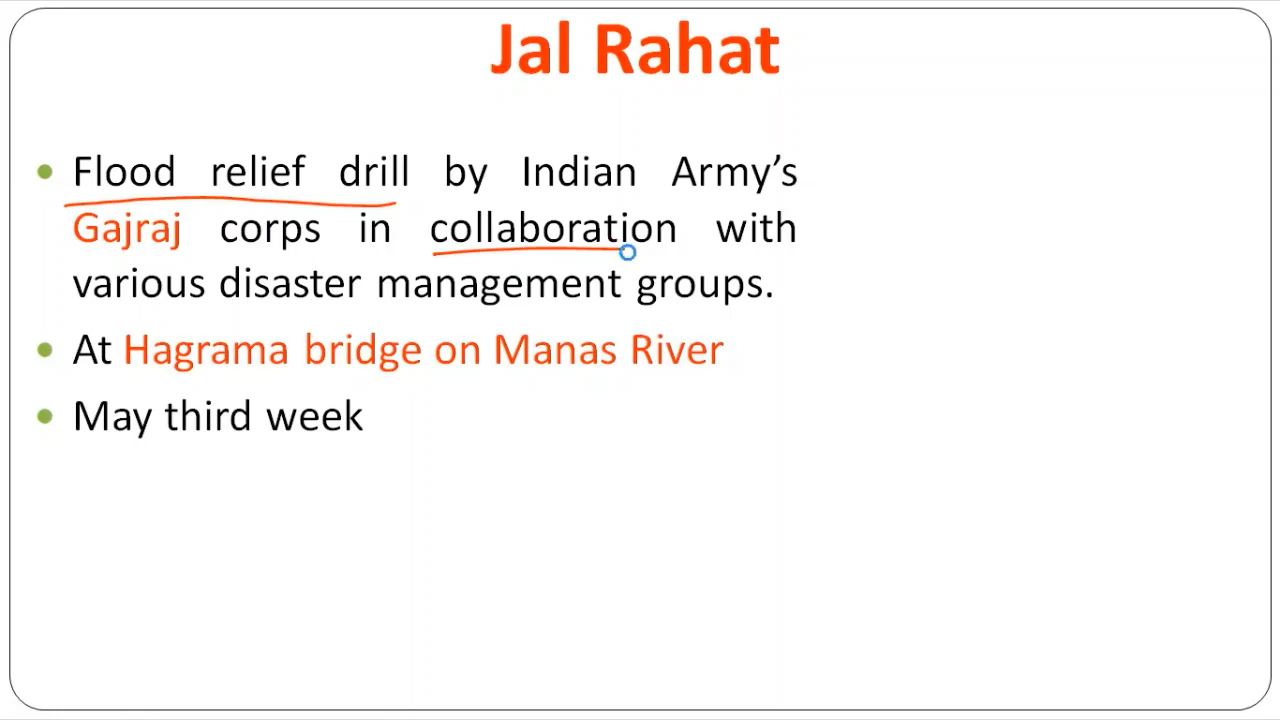 Jal Rahat
• Flood relief drill by Indian Army’s
Gajraj corps in collaboration with
various disaster management groups.
• At Hagrama bridge on Manas River
• May third week